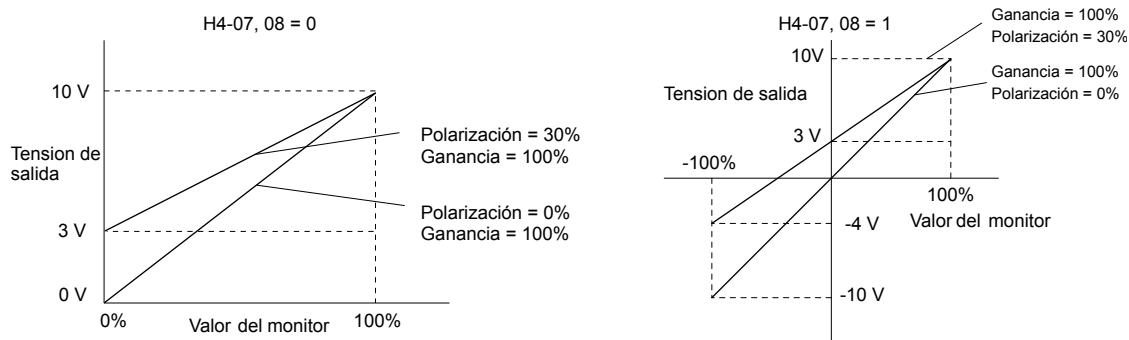 H4-07, 08 = 0
10 V
Tension de
salida
3 V
0 V
0%
Valor del monitor
100%
Polarización = 30%
Ganancia = 100%
Polarización = 0%
Ganancia = 100%
H4-07, 08 = 1
Ganancia = 100%
Polarización = 30%
Ganancia = 100%
Polarización = 0%
10V
Tension de salida
3 V
-100%
100%
Valor del monitor
-4 V
-10 V